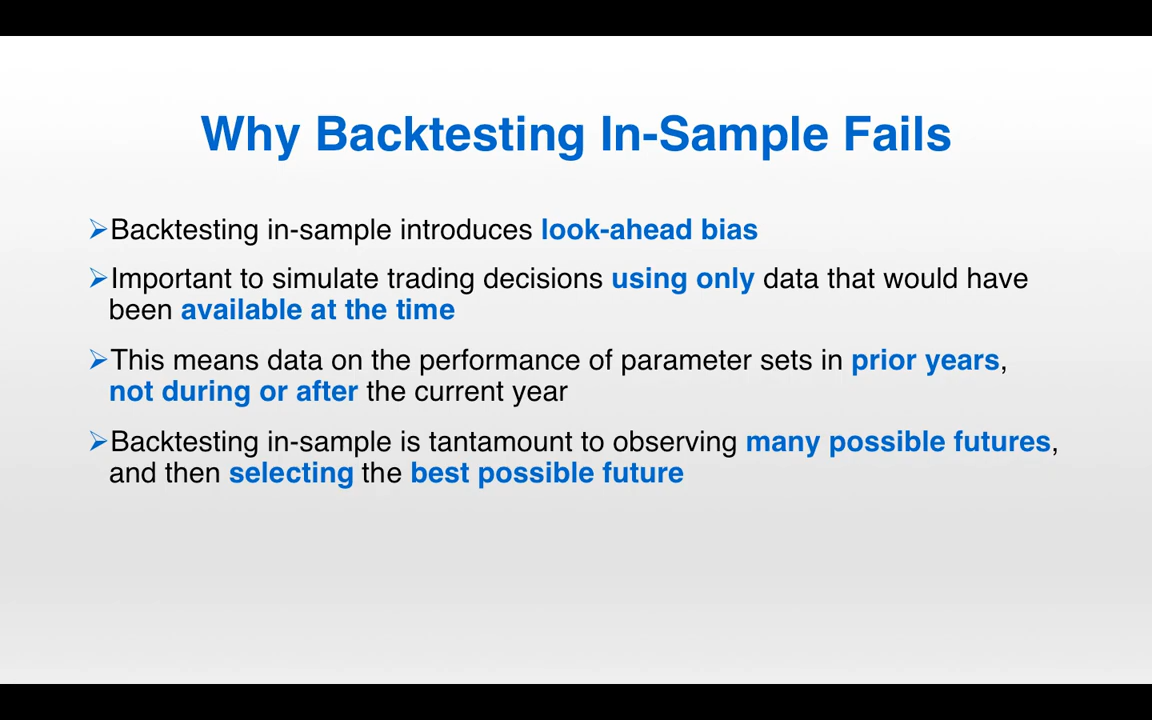 Why Backtesting In-Sample Fails
➢Backtesting in-sample introduces look-ahead bias
➢Important to simulate trading decisions using only data that would have
been available at the time
➢This means data on the performance of parameter sets in prior years,
not during or after the current year
➢Backtesting in-sample is tantamount to observing many possible futures,
and then selecting the best possible future